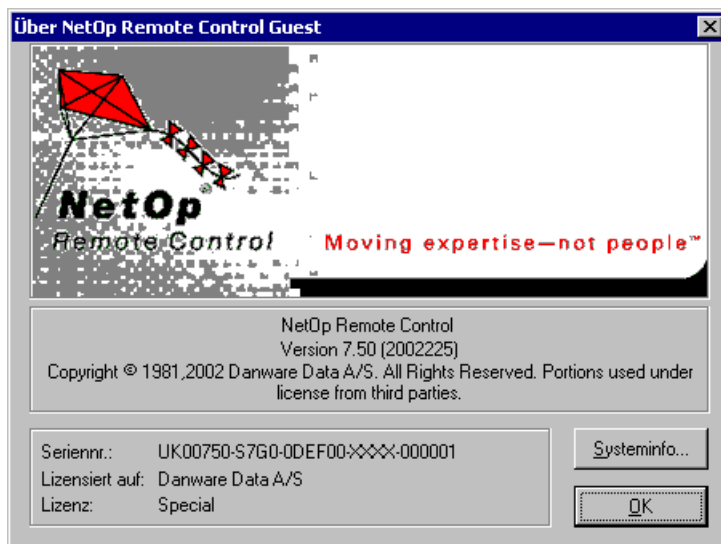 Über NetOp Remote Control Guest
NetOp®
Remote Control
Moving expertise—not people™
NetOp Remote Control
Version 7.50 (2002225)
Copyright © 1981,2002 Danware Data A/S. All Rights Reserved. Portions used under
license from third parties.
Seriennr.: UK00750-S7G0-0DEF00-XXXX-000001
Lizensiert auf: Danware Data A/S
Lizenz: Special
Systeminfo...
OK